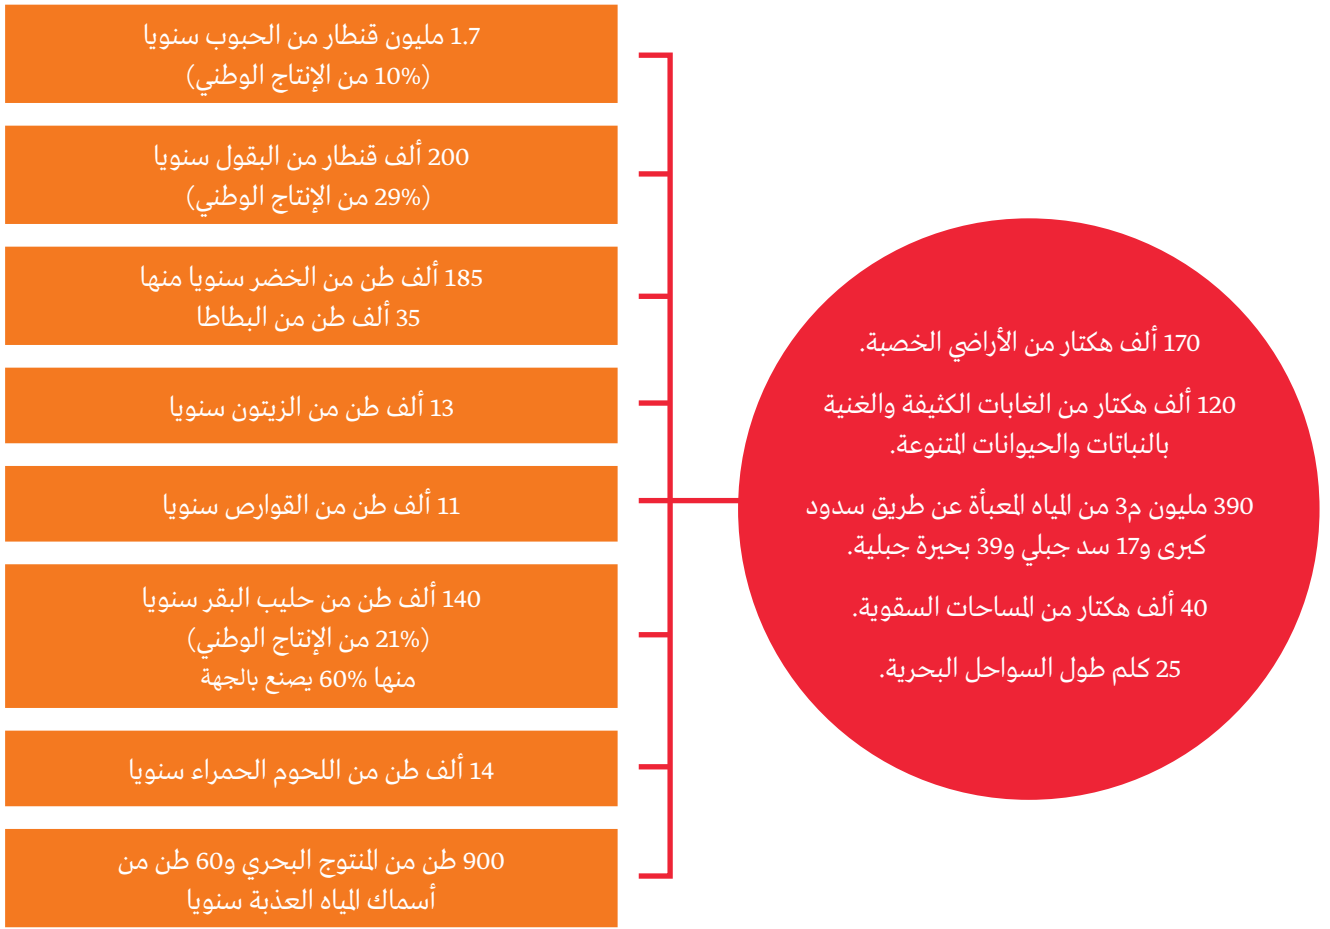 170 ألف هكتار من الأراضي الخصبة.
120 ألف هكتار من الغابات الكثيفة والغنية
بالنباتات والحيوانات المتنوعة.
390 مليون م3 من المياه المعبأة عن طريق سدود
كبرى و17 سد جبلي و39 بحيرة جبلية.
40 ألف هكتار من المساحات السقوية.
25 كلم طول السواحل البحرية.
1.7 مليون قنطار من الحبوب سنويا
(10% من الإنتاج الوطني)
200 ألف قنطار من البقول سنويا
(29% من الإنتاج الوطني)
185 ألف طن من الخضر سنويا منها
35 ألف طن من البطاطا
13 ألف طن من الزيتون سنويا
11 ألف طن من القوارص سنويا
140 ألف طن من حليب البقر سنويا
(21% من الإنتاج الوطني)
منها 60% يصنع بالجهة
14 ألف طن من اللحوم الحمراء سنويا
900 طن من المنتوج البحري و60 طن من
أسماك المياه العذبة سنويا